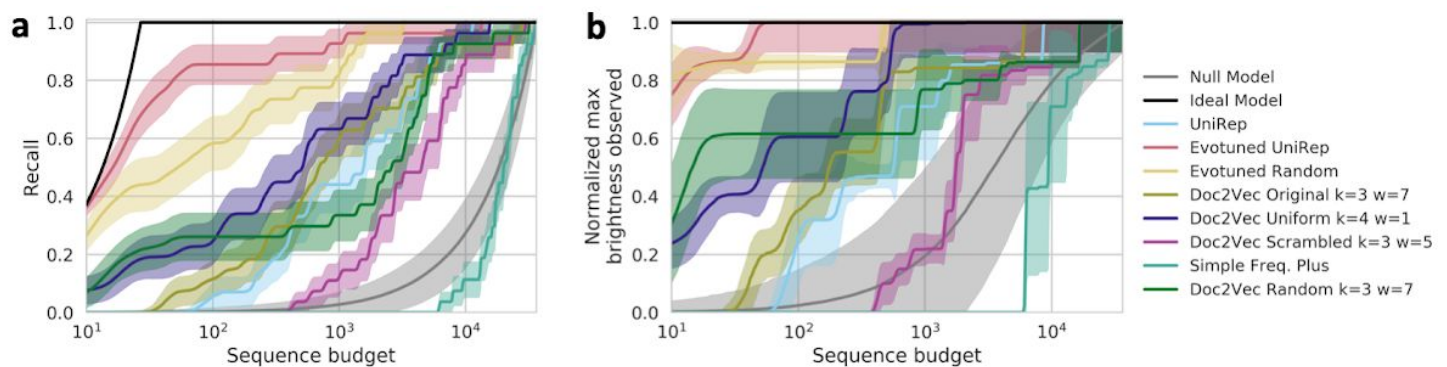 a
Recall
1.0
0.8
0.6
0.4
0.2
0.0
10¹
10²
10³
10⁴
Sequence budget
b
Normalized max
brightness observed
1.0
0.8
0.6
0.4
0.2
0.0
10¹
10²
10³
10⁴
Sequence budget
Null Model
Ideal Model
UniRep
Evotuned UniRep
Evotuned Random
Doc2Vec Original k=3 w=7
Doc2Vec Uniform k=4 w=1
Doc2Vec Scrambled k=3 w=5
Simple Freq. Plus
Doc2Vec Random k=3 w=7